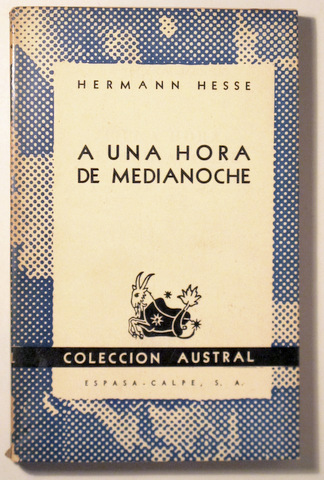 HERMANN HESSE
A UNA HORA
DE MEDIANOCHE
COLECCION AUSTRAL
ESPASA-CALPE, S. A.